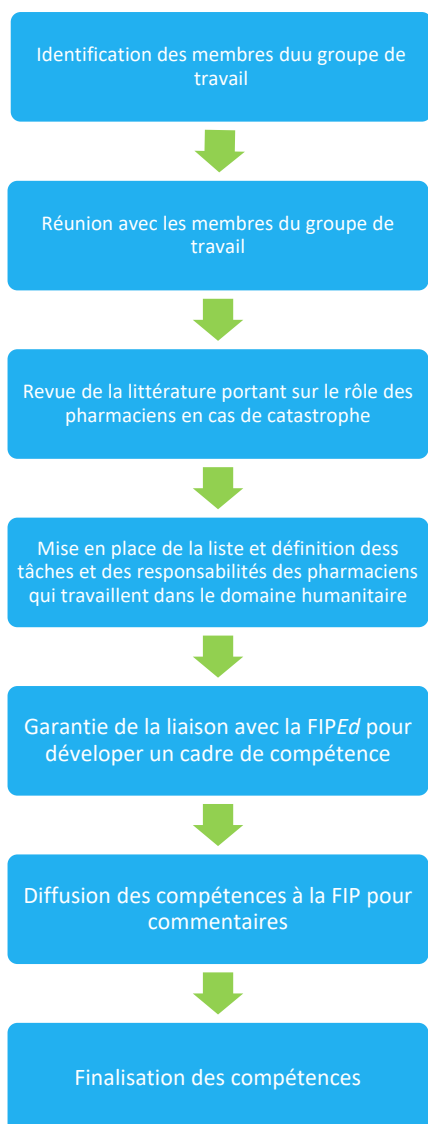 Identification des membres duu groupe de
travail
Réunion avec les membres du groupe de
travail
Revue de la littérature portant sur le rôle des
pharmaciens en cas de catastrophe
Mise en place de la liste et définition dess
tâches et des responsabilités des pharmaciens
qui travaillent dans le domaine humanitaire
Garantie de la liaison avec la FIPEd pour
déveloper un cadre de compétence
Diffusion des compétences à la FIP pour
commentaires
Finalisation des compétences